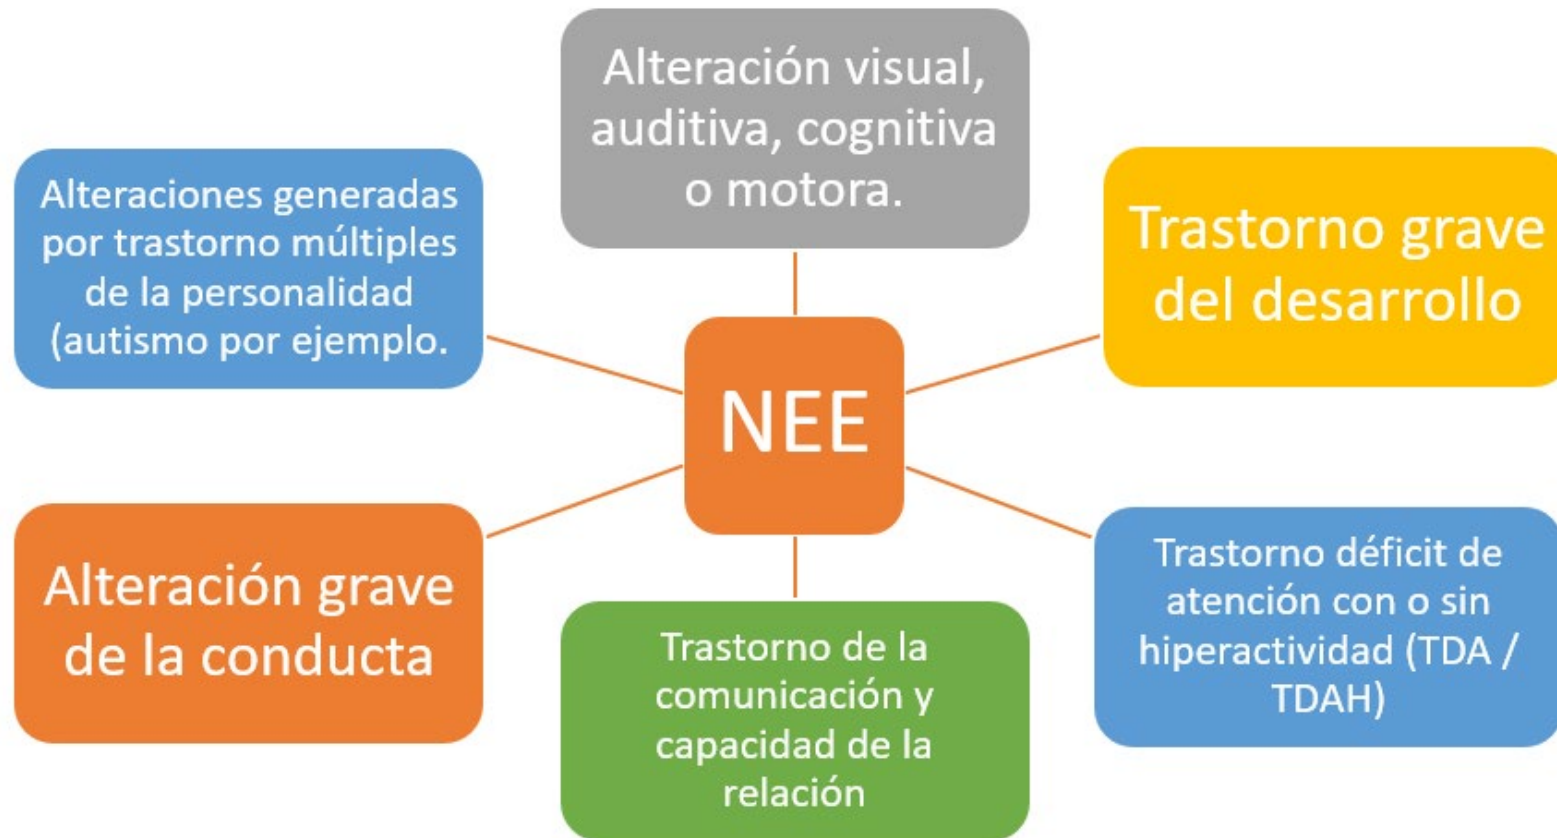 Alteración visual,
auditiva, cognitiva
o motora.
Alteraciones generadas
por trastorno múltiples
de la personalidad
(autismo por ejemplo.
Trastorno grave
del desarrollo
NEE
Alteración grave
de la conducta
Trastorno de la
comunicación y
capacidad de la
relación
Trastorno déficit de
atención con o sin
hiperactividad (TDA /
TDAH)